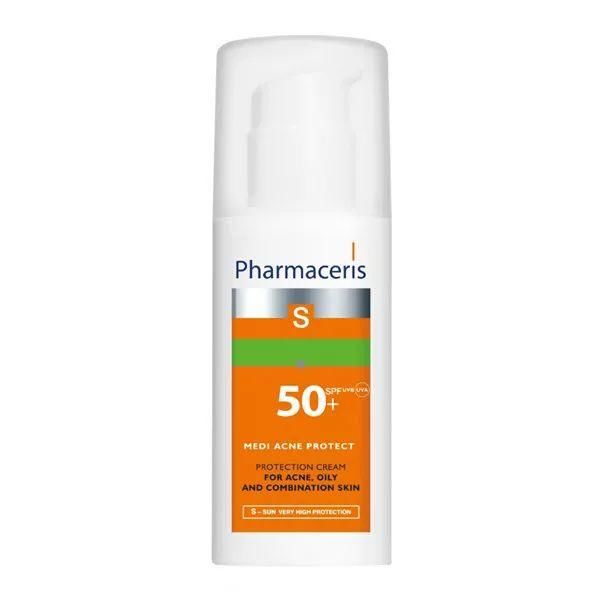 Pharmaceris
S
50+
SPF UVB UVA
MEDI ACNE PROTECT
PROTECTION CREAM
FOR ACNE, OILY
AND COMBINATION SKIN
S – SUN VERY HIGH PROTECTION